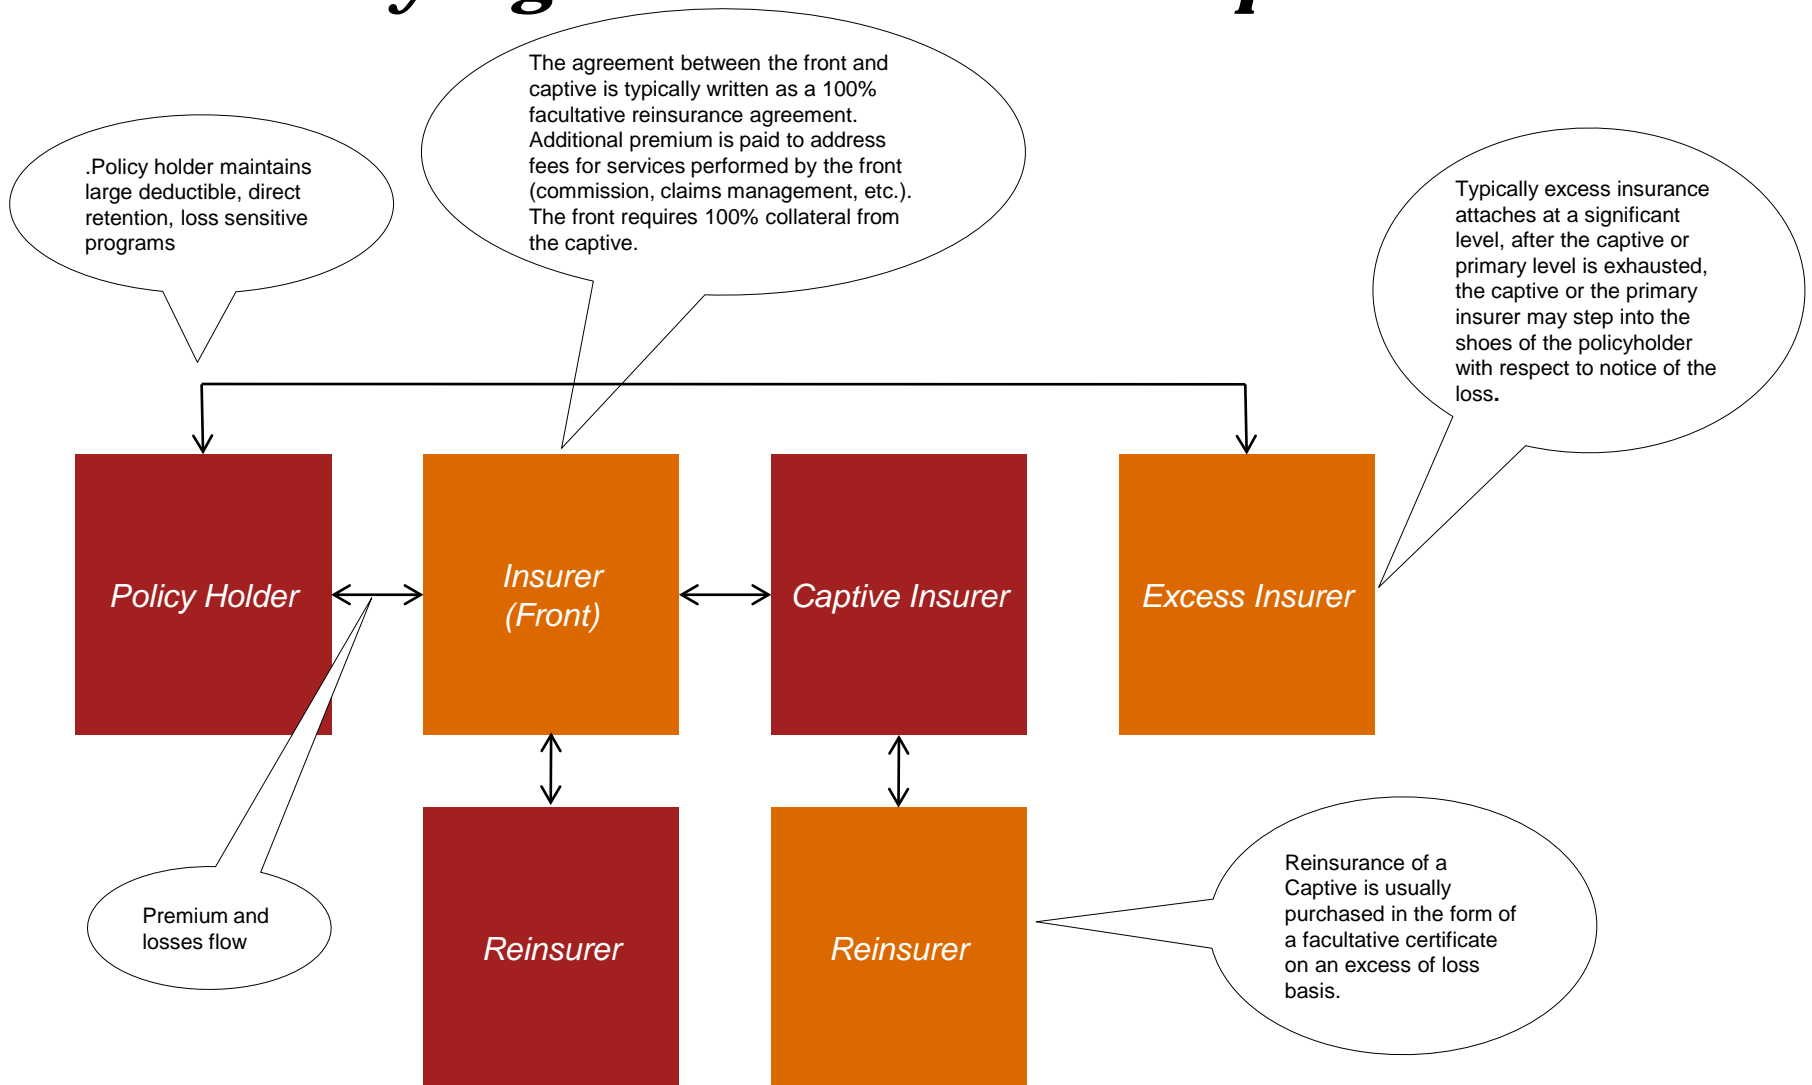 The agreement between the front and
captive is typically written as a 100%
facultative reinsurance agreement.
Additional premium is paid to address
fees for services performed by the front
(commission, claims management, etc.).
The front requires 100% collateral from
the captive.
.Policy holder maintains
large deductible, direct
retention, loss sensitive
programs
Typically excess insurance
attaches at a significant
level, after the captive or
primary level is exhausted,
the captive or the primary
insurer may step into the
shoes of the policyholder
with respect to notice of the
loss.
Policy Holder
Insurer
(Front)
Captive Insurer
Excess Insurer
Premium and
losses flow
Reinsurer
Reinsurer
Reinsurance of a
Captive is usually
purchased in the form of
a facultative certificate
on an excess of loss
basis.